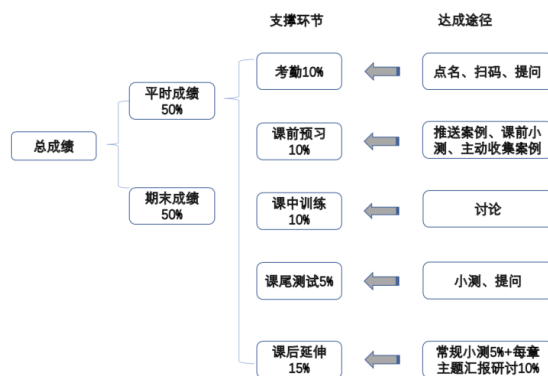 支撑环节
达成途径
总成绩
平时成绩
50%
期末成绩
50%
考勤10%
点名、扫码、提问
课前预习
10%
推送案例、课前小
测、主动收集案例
课中训练
10%
讨论
课尾测试5%
小测、提问
课后延伸
15%
常规小测5%+每章
主题汇报研讨10%